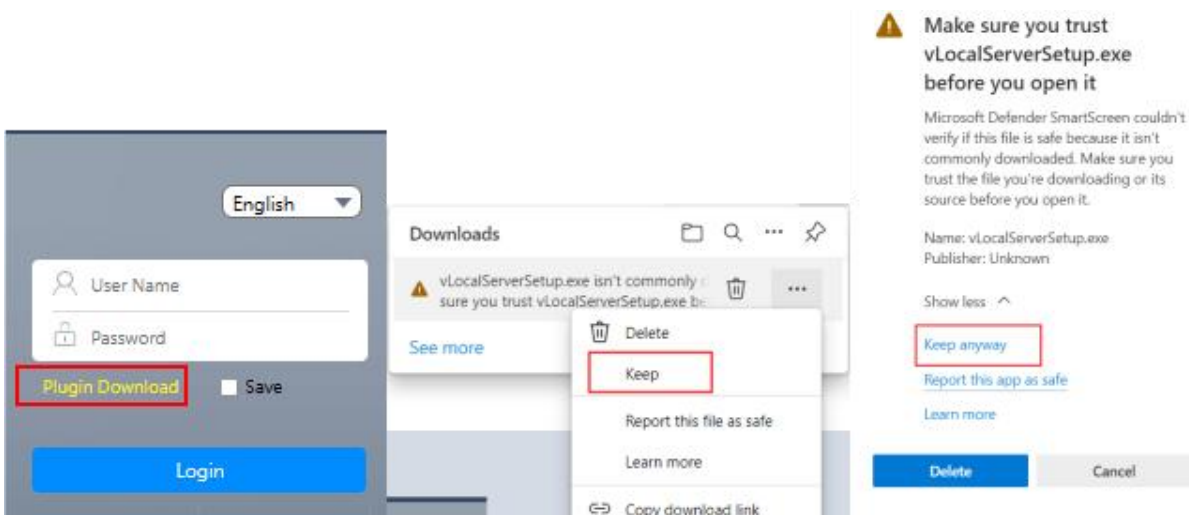 English
User Name
Password
Plugin Download
Save
Login
Downloads
vLocalServerSetup.exe isn't commonly
sure you trust vLocalServerSetup.exe
See more
Delete
Keep
Report this file as safe
Learn more
Copy download link
Make sure you trust
vLocalServerSetup.exe
before you open it
Microsoft Defender SmartScreen couldn't
verify if this file is safe because it isn't
commonly downloaded. Make sure you
trust the file you're downloading or its
source before you open it.
Name: vLocalServerSetup.exe
Publisher: Unknown
Show less
Keep anyway
Report this app as safe
Learn more
Delete
Cancel